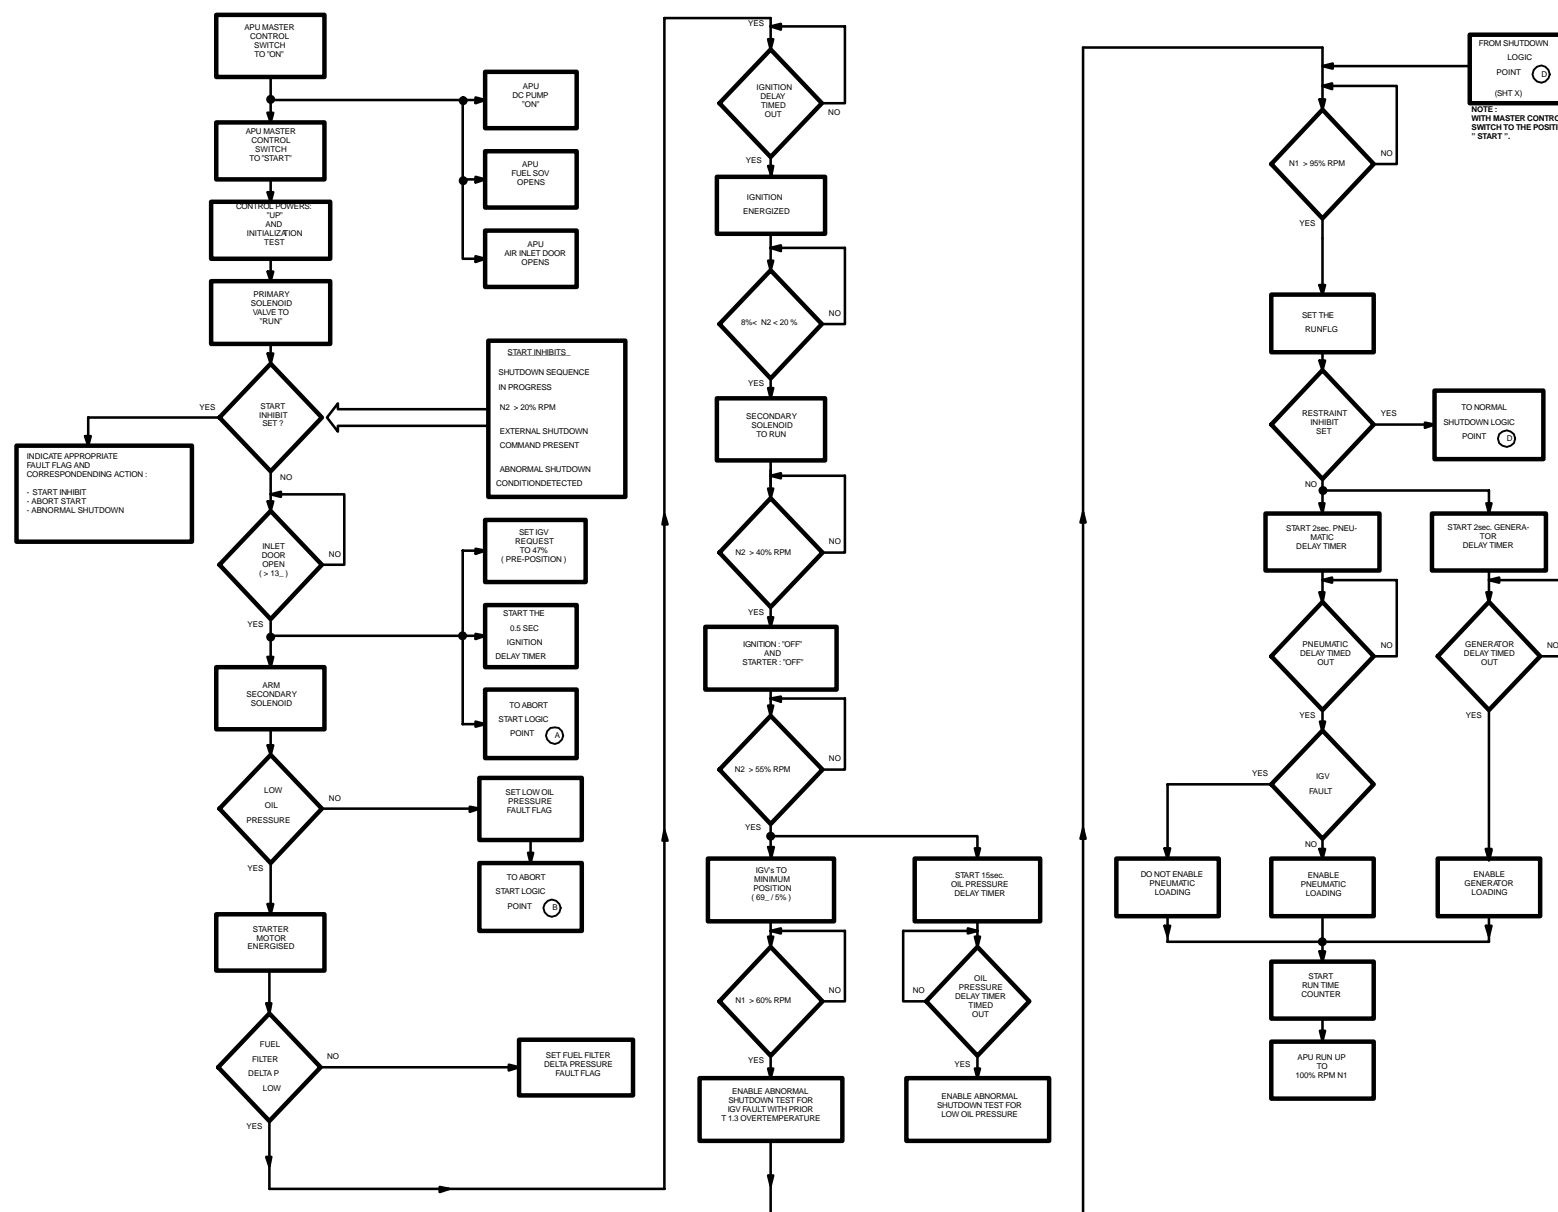 APU MASTER
CONTROL
SWITCH
TO "ON"
APU
DC PUMP
"ON"
APU MASTER
CONTROL
SWITCH
TO "START"
APU
FUEL SOV
OPENS
CONTROL POWERS:
"UP"
AND
INITIALIZATION
TEST
APU
AIR INLET DOOR
OPENS
PRIMARY
SOLENOID
VALVE TO
"RUN"
START
INHIBIT
SET ?
YES
NO
START INHIBITS
SHUTDOWN SEQUENCE
IN PROGRESS
N2 > 20% RPM
EXTERNAL SHUTDOWN
COMMAND PRESENT
ABNORMAL SHUTDOWN
CONDITIONDETECTED
INDICATE APPROPRIATE
FAULT FLAG AND
CORRESPONDENDING ACTION :
- START INHIBIT
- ABORT START
- ABNORMAL SHUTDOWN
INLET
DOOR
OPEN
( > 13_ )
NO
YES
SET IGV
REQUEST
TO 47%
( PRE-POSITION )
START THE
0.5 SEC
IGNITION
DELAY TIMER
ARM
SECONDARY
SOLENOID
TO ABORT
START LOGIC
POINT A
LOW
OIL
PRESSURE
NO
YES
SET LOW OIL
PRESSURE
FAULT FLAG
TO ABORT
START LOGIC
POINT B
STARTER
MOTOR
ENERGISED
FUEL
FILTER
DELTA P
LOW
NO
YES
SET FUEL FILTER
DELTA PRESSURE
FAULT FLAG
YES
IGNITION
DELAY
TIMED
OUT
NO
YES
IGNITION
ENERGIZED
8%< N2 < 20 %
NO
YES
SECONDARY
SOLENOID
TO RUN
N2 > 40% RPM
NO
YES
IGNITION : "OFF"
AND
STARTER : "OFF"
N2 > 55% RPM
NO
YES
IGV's TO
MINIMUM
POSITION
( 69_ / 5% )
START 15sec.
OIL PRESSURE
DELAY TIMER
N1 > 60% RPM
NO
YES
OIL
PRESSURE
DELAY TIMER
TIMED
OUT
NO
YES
ENABLE ABNORMAL
SHUTDOWN TEST FOR
IGV FAULT WITH PRIOR
T 1.3 OVERTEMPERATURE
ENABLE ABNORMAL
SHUTDOWN TEST FOR
LOW OIL PRESSURE
FROM SHUTDOWN
LOGIC
POINT D
(SHT X)
NOTE :
WITH MASTER CONTRO
SWITCH TO THE POSITI
" START ".
N1 > 95% RPM
NO
YES
SET THE
RUNFLG
RESTRAINT
INHIBIT
SET
YES
NO
TO NORMAL
SHUTDOWN LOGIC
POINT D
START 2sec. PNEU-
MATIC
DELAY TIMER
START 2sec. GENERA-
TOR
DELAY TIMER
PNEUMATIC
DELAY TIMED
OUT
NO
YES
GENERATOR
DELAY TIMED
OUT
NO
YES
IGV
FAULT
YES
NO
DO NOT ENABLE
PNEUMATIC
LOADING
ENABLE
PNEUMATIC
LOADING
ENABLE
GENERATOR
LOADING
START
RUN TIME
COUNTER
APU RUN UP
TO
100% RPM N1